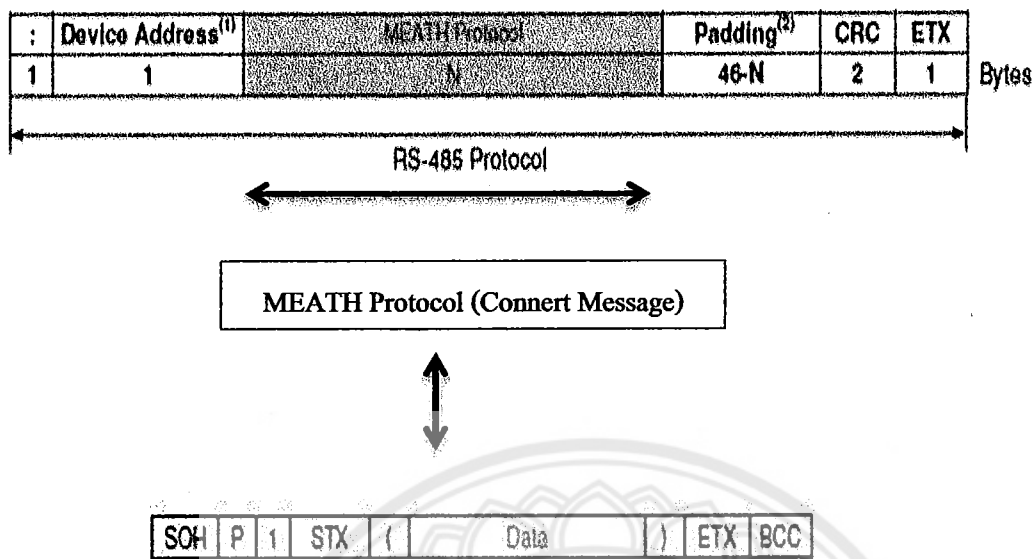 : Device Address(1) MEATH Protocol Padding(2) CRC ETX
1 1 N 46-N 2 1 Bytes
RS-485 Protocol
MEATH Protocol (Connert Message)
SOH P 1 STX ( Data ) ETX BCC